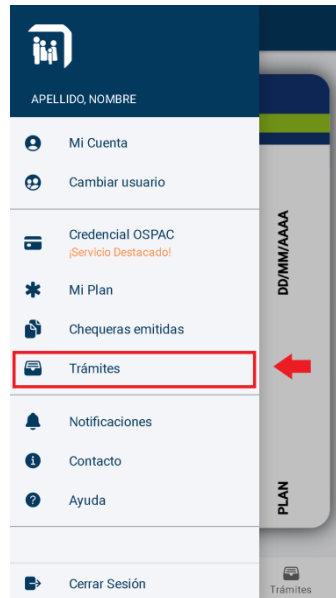 APELLIDO, NOMBRE
Mi Cuenta
Cambiar usuario
Credencial OSPAC
¡Servicio Destacado!
Mi Plan
Chequeras emitidas
Trámites
Notificaciones
Contacto
Ayuda
Cerrar Sesión
DD/MM/AAAA
PLAN
Trámites